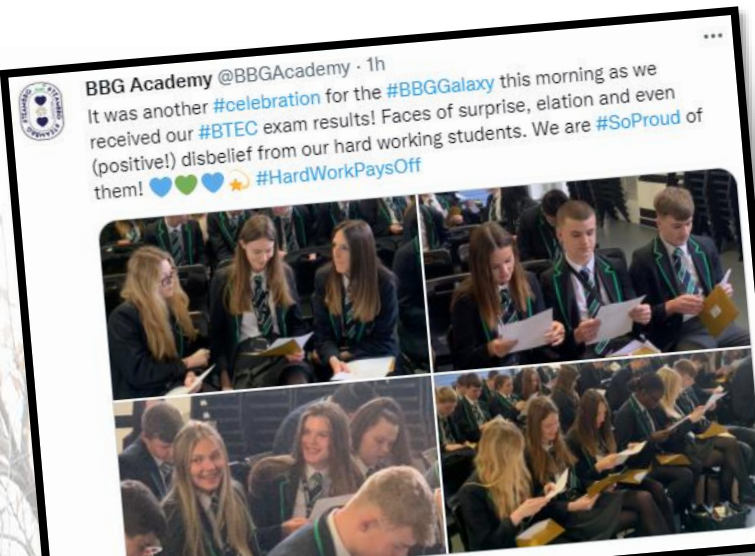 BBG Academy @BBGAcademy · 1h
It was another #celebration for the #BBGGalaxy this morning as we
received our #BTEC exam results! Faces of surprise, elation and even
(positive!) disbelief from our hard working students. We are #SoProud of
them! 💙💚💙💫 #HardWorkPaysOff
#TEAMBBG
#TEAMBBG